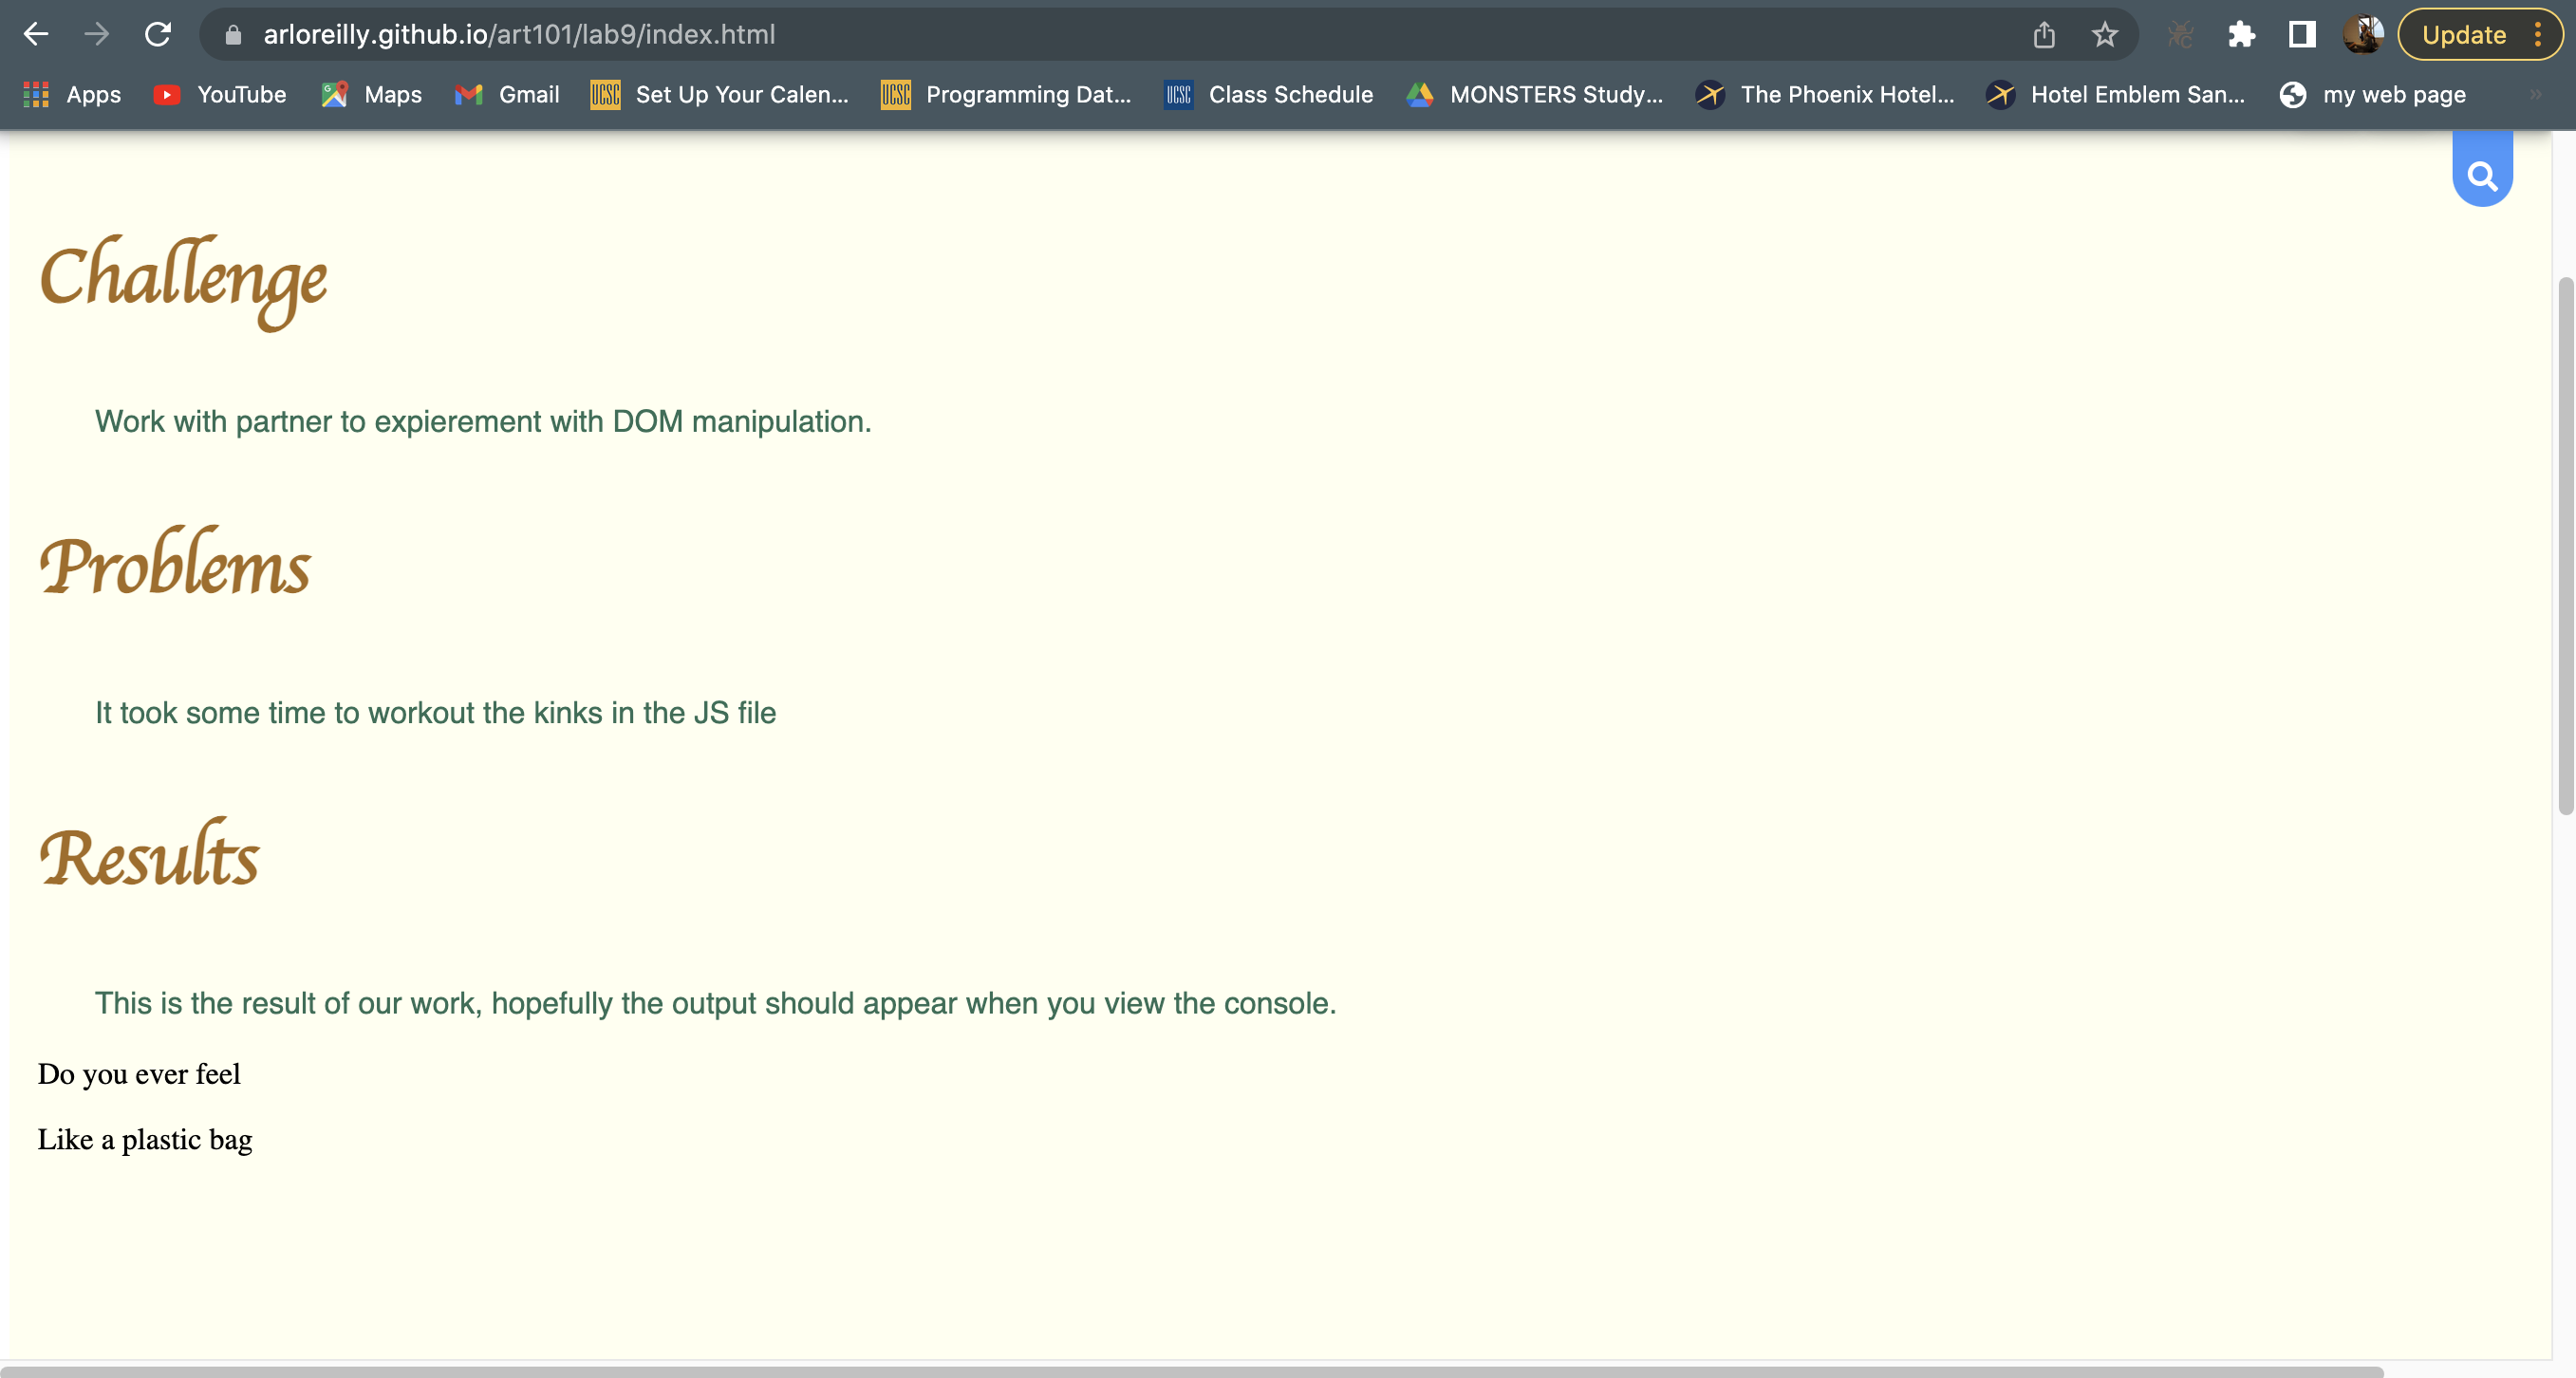 arloreilly.github.io/art101/lab9/index.html
Update
Apps YouTube Maps Gmail UCSC Set Up Your Calen... UCSC Programming Dat... UCSC Class Schedule MONSTERS Study... The Phoenix Hotel... Hotel Emblem San... my web page »
Challenge
Work with partner to expierement with DOM manipulation.
Problems
It took some time to workout the kinks in the JS file
Results
This is the result of our work, hopefully the output should appear when you view the console.
Do you ever feel
Like a plastic bag